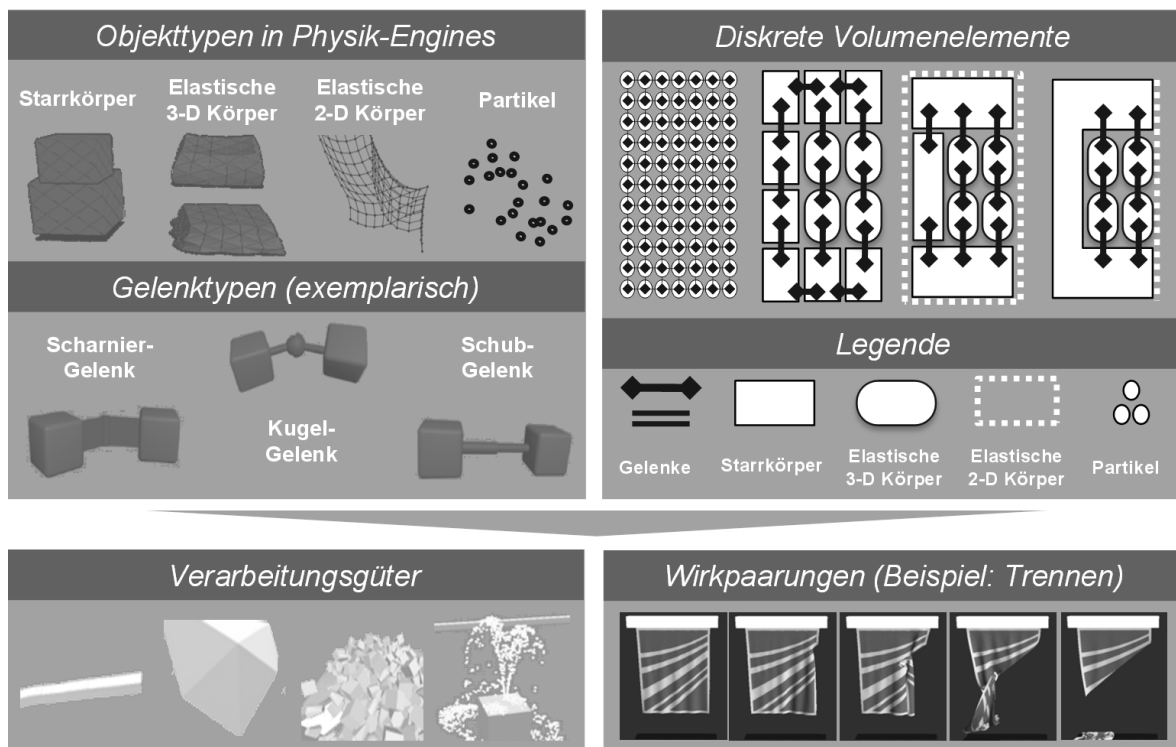 Objekttypen in Physik-Engines
Starrkörper
Elastische
3-D Körper
Elastische
2-D Körper
Partikel
Gelenktypen (exemplarisch)
Scharnier-
Gelenk
Kugel-
Gelenk
Schub-
Gelenk
Diskrete Volumenelemente
Legende
Gelenke
Starrkörper
Elastische
3-D Körper
Elastische
2-D Körper
Partikel
Verarbeitungsgüter
Wirkpaarungen (Beispiel: Trennen)